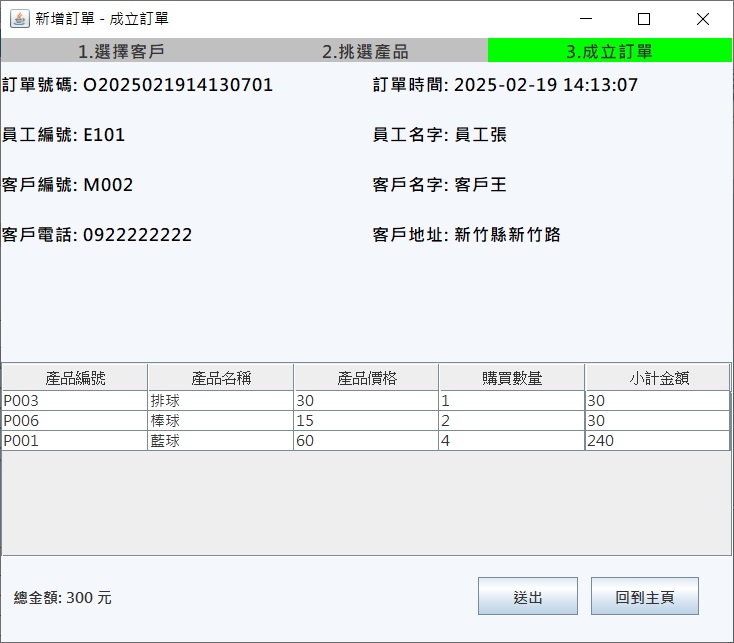 新增訂單 - 成立訂單
1.選擇客戶 2.挑選產品 3.成立訂單
訂單號碼: O2025021914130701 訂單時間: 2025-02-19 14:13:07
員工編號: E101 員工名字: 員工張
客戶編號: M002 客戶名字: 客戶王
客戶電話: 0922222222 客戶地址: 新竹縣新竹路
產品編號 產品名稱 產品價格 購買數量 小計金額
P003 排球 30 1 30
P006 棒球 15 2 30
P001 藍球 60 4 240
總金額: 300 元 送出 回到主頁